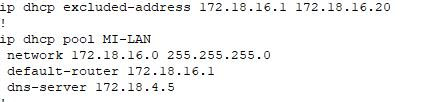 ip dhcp excluded-address 172.18.16.1 172.18.16.20
!
ip dhcp pool MI-LAN
network 172.18.16.0 255.255.255.0
default-router 172.18.16.1
dns-server 172.18.4.5